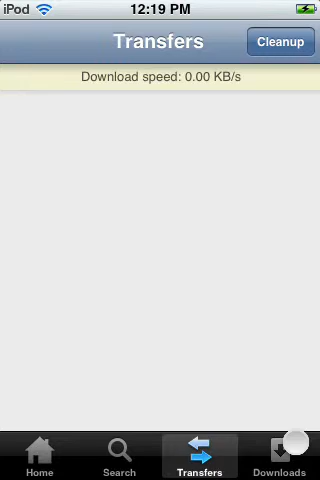 iPod 12:19 PM
Transfers Cleanup
Download speed: 0.00 KB/s
Home Search Transfers Downloads